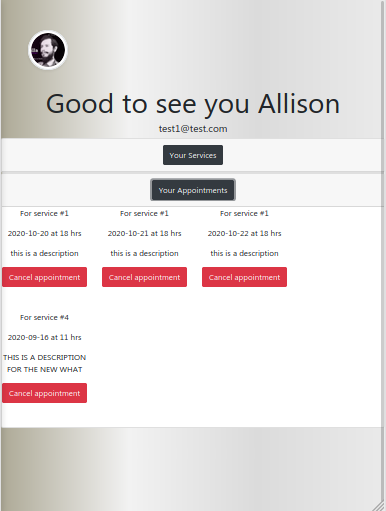 Good to see you Allison
test1@test.com
Your Services
Your Appointments
For service #1
2020-10-20 at 18 hrs
this is a description
Cancel appointment
For service #1
2020-10-21 at 18 hrs
this is a description
Cancel appointment
For service #1
2020-10-22 at 18 hrs
this is a description
Cancel appointment
For service #4
2020-09-16 at 11 hrs
THIS IS A DESCRIPTION
FOR THE NEW WHAT
Cancel appointment